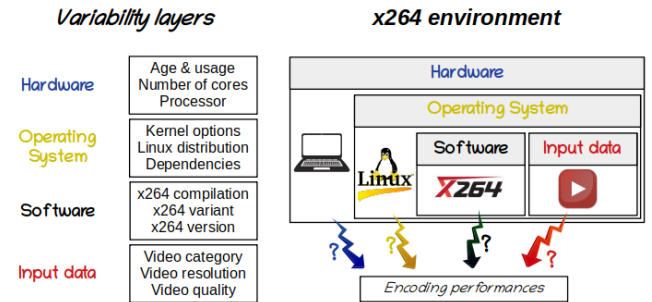 Variability layers
Hardware
Age & usage
Number of cores
Processor
Operating
System
Kernel options
Linux distribution
Dependencies
Software
x264 compilation
x264 variant
x264 version
Input data
Video category
Video resolution
Video quality
x264 environment
Hardware
Operating System
Software
Input data
Linux
X264
? ? ? ?
Encoding performances